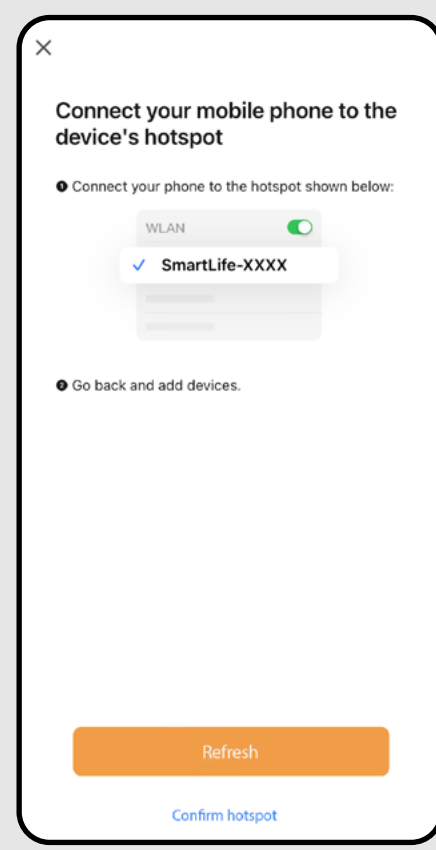 Connect your mobile phone to the
device's hotspot
❶ Connect your phone to the hotspot shown below:
WLAN
✓ SmartLife-XXXX
❷ Go back and add devices.
Refresh
Confirm hotspot